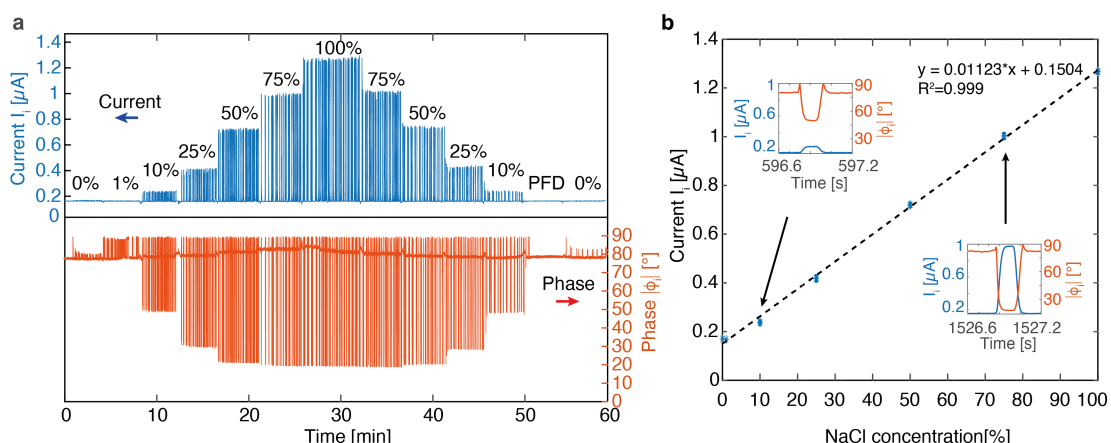 a
Current I_i [µA]
1.4
1.2
1
0.8
0.6
0.4
0.2
0
Current
0%
1%
10%
25%
50%
75%
100%
75%
50%
25%
10%
PFD
0%
Phase
90
80
70
60
50
40
30
20
10
0
Phase |ϕ_i| [°]
0 10 20 30 40 50 60
Time[min]
b
Current I_i [µA]
1.4
1.2
1
0.8
0.6
0.4
0.2
0
y = 0.01123*x + 0.1504
R²=0.999
I_i [µA]
1
0.6
0.2
90
60
30
|ϕ_i| [°]
596.6 597.2
Time [s]
I_i [µA]
1
0.6
0.2
90
60
30
|ϕ_i| [°]
1526.6 1527.2
Time [s]
0 10 20 30 40 50 60 70 80 90 100
NaCl concentration[%]